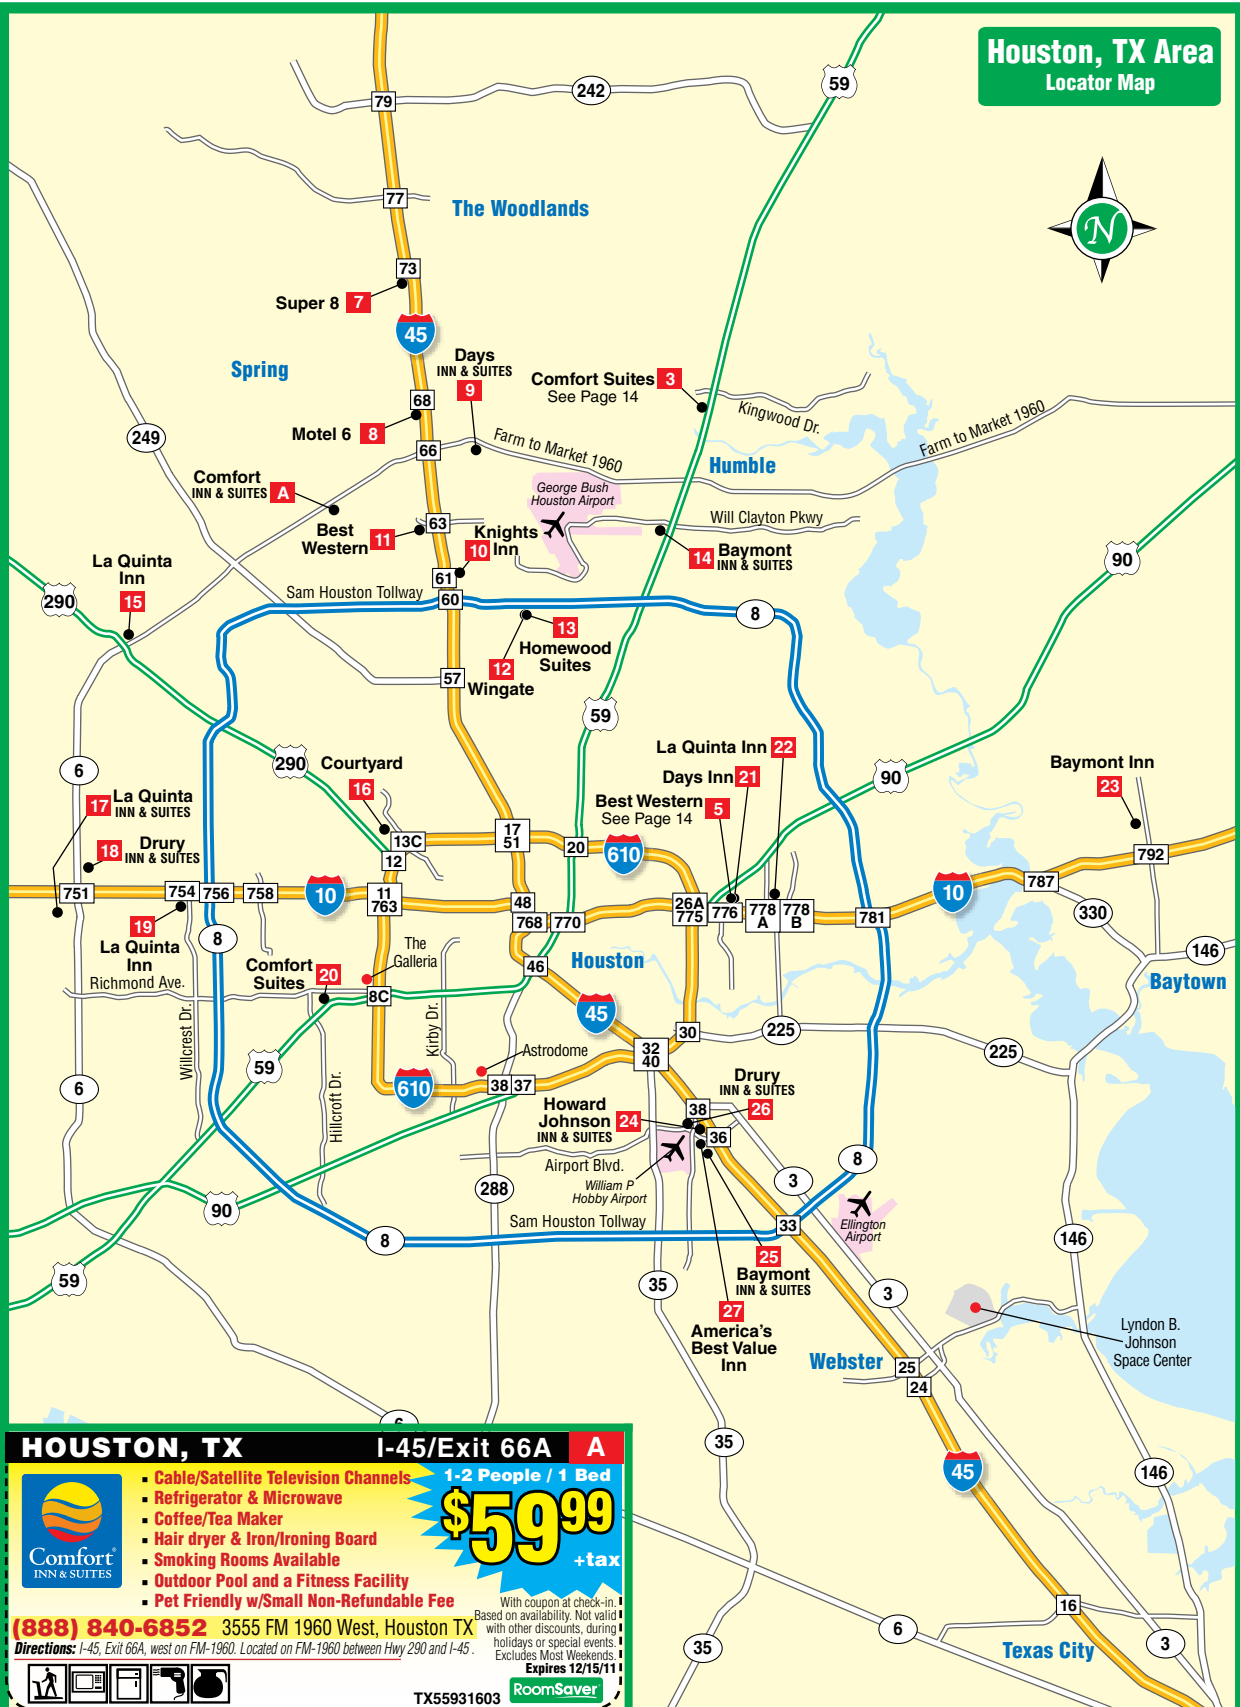 Houston, TX Area
Locator Map
59
242
79
77
The Woodlands
N
73
Super 8 7
45
Spring
Days
INN & SUITES
9
Comfort Suites 3
See Page 14
68
Kingwood Dr.
Motel 6 8
249
66
Farm to Market 1960
Farm to Market 1960
Humble
Comfort
INN & SUITES A
George Bush
Houston Airport
Best
Western 11
63
Knights
Inn
10
Will Clayton Pkwy
14 Baymont
INN & SUITES
La Quinta
Inn
15
90
290
61
Sam Houston Tollway
60
8
13
Homewood
Suites
12
Wingate
57
59
290
6
Courtyard
16
La Quinta Inn 22
Days Inn 21
Best Western 5
See Page 14
90
Baymont Inn
23
17 La Quinta
INN & SUITES
18 Drury
INN & SUITES
13C
12
17
51
20
610
792
787
751
754
756
758
10
11
763
48
768
770
26A
775
776
778
A
778
B
781
10
330
146
19
La Quinta
Inn
8
The
Galleria
46
Houston
Baytown
Richmond Ave.
Comfort
Suites
20
8C
45
Willcrest Dr.
Kirby Dr.
30
225
225
32
40
Astrodome
59
6
610
38
37
Hillcroft Dr.
Drury
INN & SUITES
26
Howard
Johnson
INN & SUITES
24
38
36
Airport Blvd.
William P
Hobby Airport
8
3
288
90
Sam Houston Tollway
33
Ellington
Airport
8
146
59
25
Baymont
INN & SUITES
35
3
27
America's
Best Value
Inn
Lyndon B.
Johnson
Space Center
Webster
25
24
6
35
45
146
HOUSTON, TX I-45/Exit 66A A
Comfort
INN & SUITES
Cable/Satellite Television Channels
Refrigerator & Microwave
Coffee/Tea Maker
Hair dryer & Iron/Ironing Board
Smoking Rooms Available
Outdoor Pool and a Fitness Facility
Pet Friendly w/Small Non-Refundable Fee
1-2 People / 1 Bed
$59 99
+tax
With coupon at check-in.
Based on availability. Not valid
with other discounts, during
holidays or special events.
Excludes Most Weekends.
Expires 12/15/11
(888) 840-6852 3555 FM 1960 West, Houston TX
Directions: I-45, Exit 66A, west on FM-1960. Located on FM-1960 between Hwy 290 and I-45 .
TX55931603
RoomSaver
16
6
35
3
Texas City